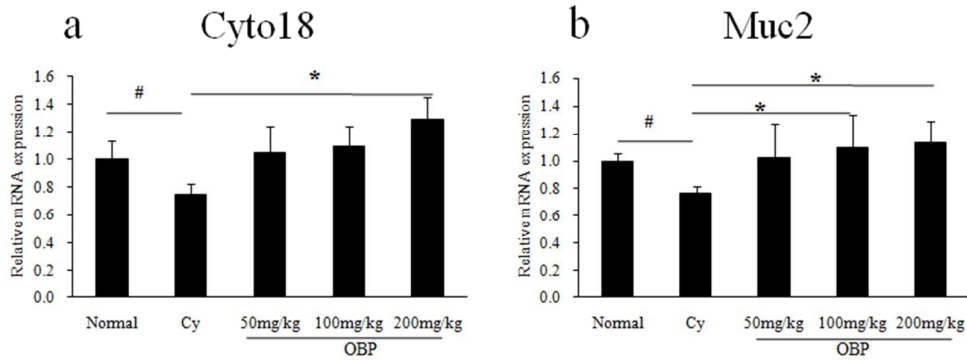 a Cyto18
Relative mRNA expression
1.6
1.4
1.2
1.0
0.8
0.6
0.4
0.2
0.0
#
*
Normal Cy 50mg/kg 100mg/kg 200mg/kg
OBP
b Muc2
Relative mRNA expression
1.6
1.4
1.2
1.0
0.8
0.6
0.4
0.2
0.0
*
*
#
Normal Cy 50mg/kg 100mg/kg 200mg/kg
OBP